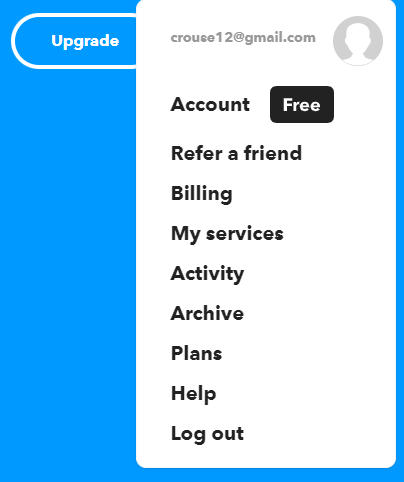 Upgrade
crouse12@gmail.com
Account Free
Refer a friend
Billing
My services
Activity
Archive
Plans
Help
Log out